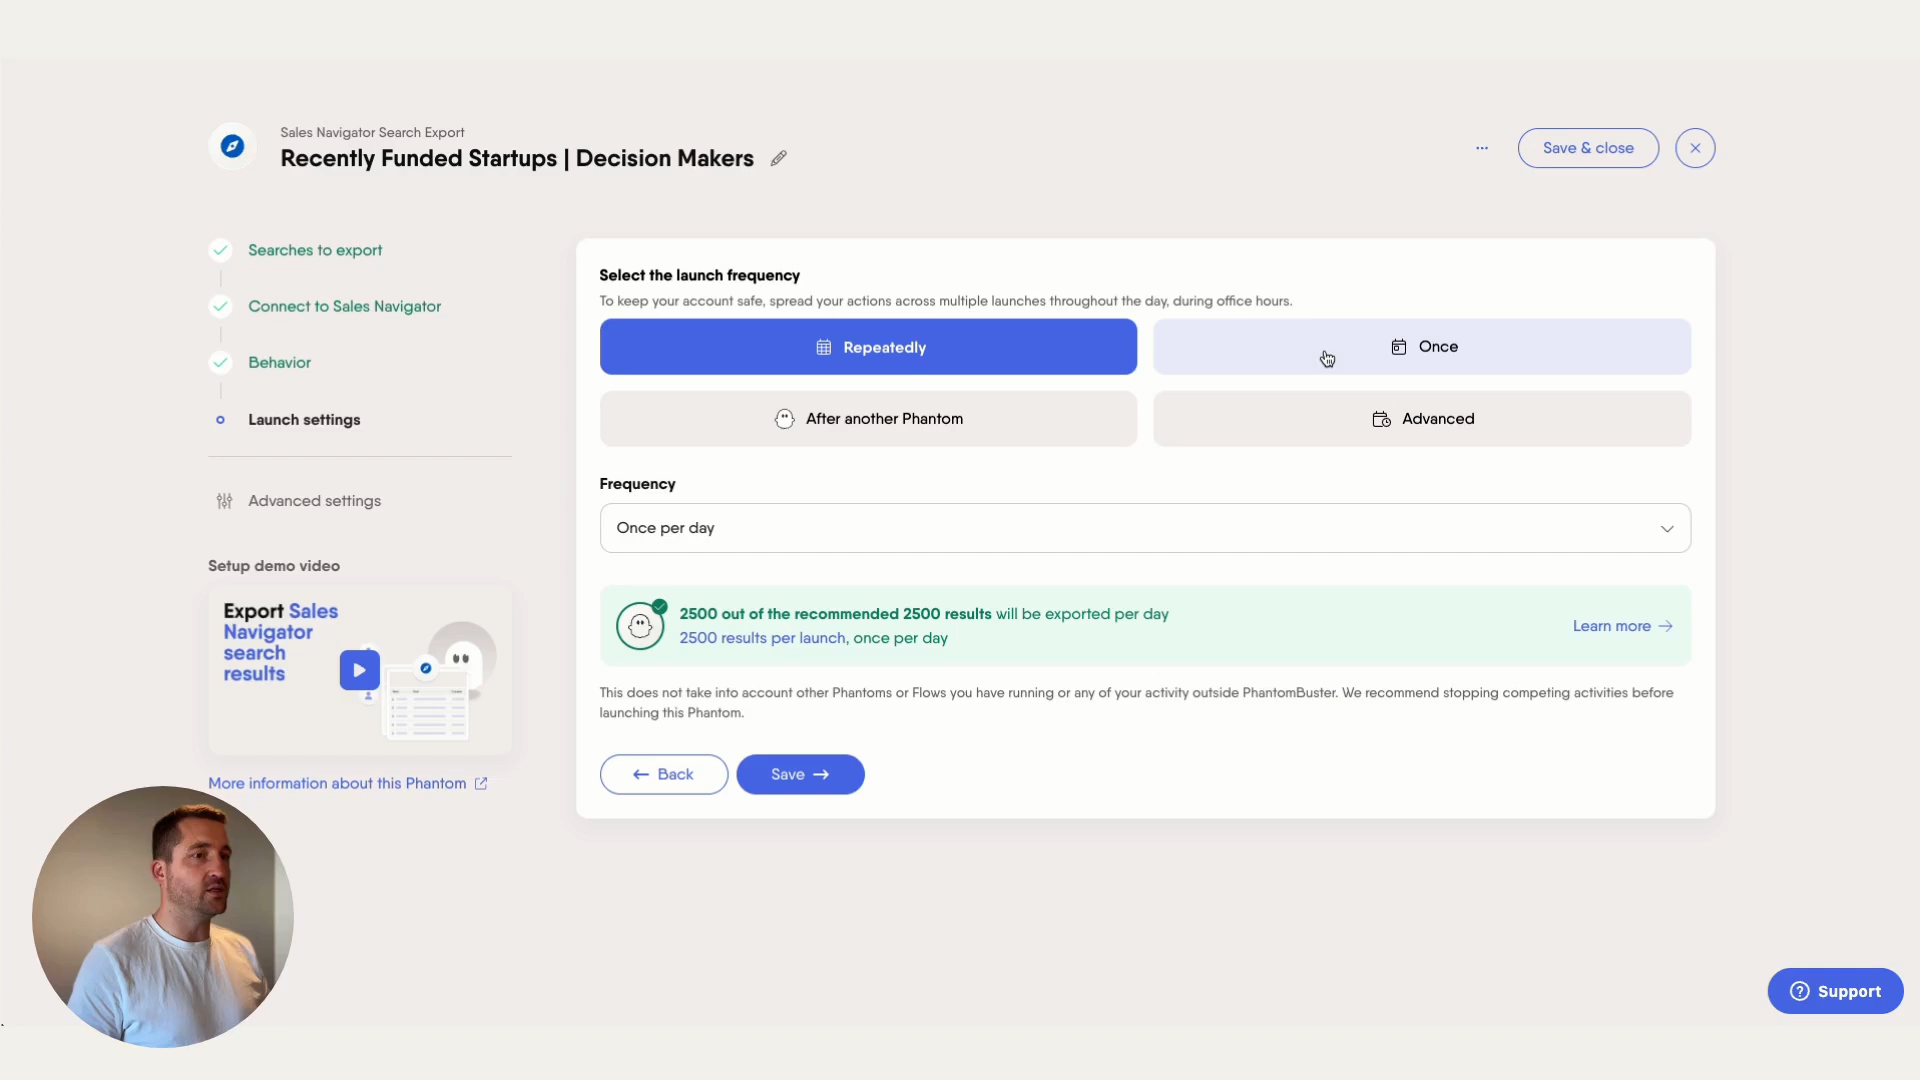 Sales Navigator Search Export
Recently Funded Startups | Decision Makers
Save & close
Searches to export
Connect to Sales Navigator
Behavior
Launch settings
Advanced settings
Setup demo video
Export Sales
Navigator
search
results
More information about this Phantom
Select the launch frequency
To keep your account safe, spread your actions across multiple launches throughout the day, during office hours.
Repeatedly
Once
After another Phantom
Advanced
Frequency
Once per day
2500 out of the recommended 2500 results will be exported per day
2500 results per launch, once per day
Learn more
This does not take into account other Phantoms or Flows you have running or any of your activity outside PhantomBuster. We recommend stopping competing activities before
launching this Phantom.
Back
Save
Support